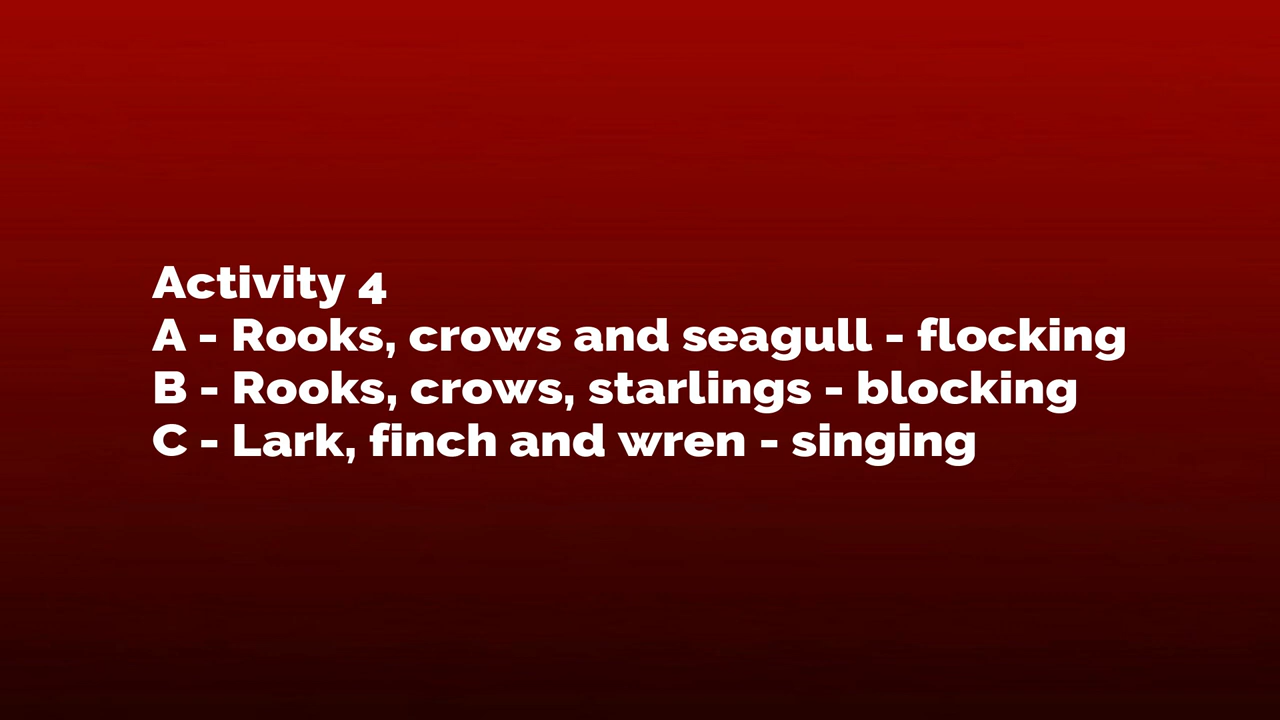 Activity 4
A - Rooks, crows and seagull - flocking
B - Rooks, crows, starlings - blocking
C - Lark, finch and wren - singing